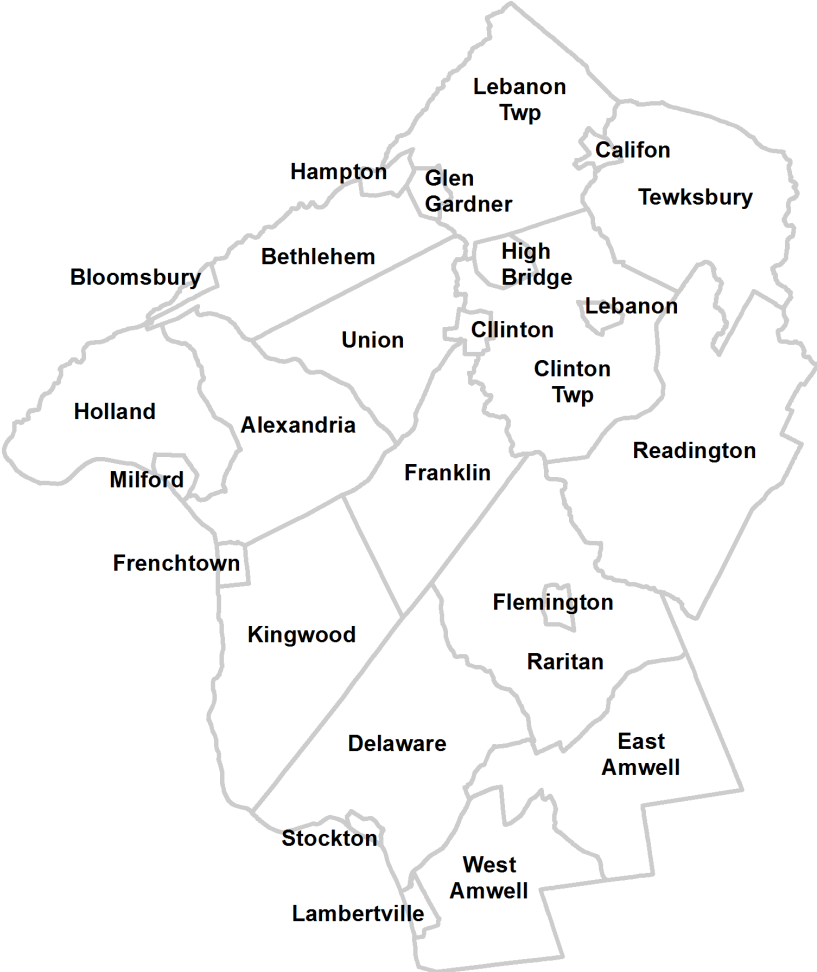 Lebanon
Twp
Califon
Hampton
Glen
Gardner
Tewksbury
High
Bridge
Bethlehem
Bloomsbury
Lebanon
Cllinton
Union
Clinton
Twp
Holland
Alexandria
Readington
Franklin
Milford
Frenchtown
Flemington
Kingwood
Raritan
Delaware
East
Amwell
Stockton
West
Amwell
Lambertville